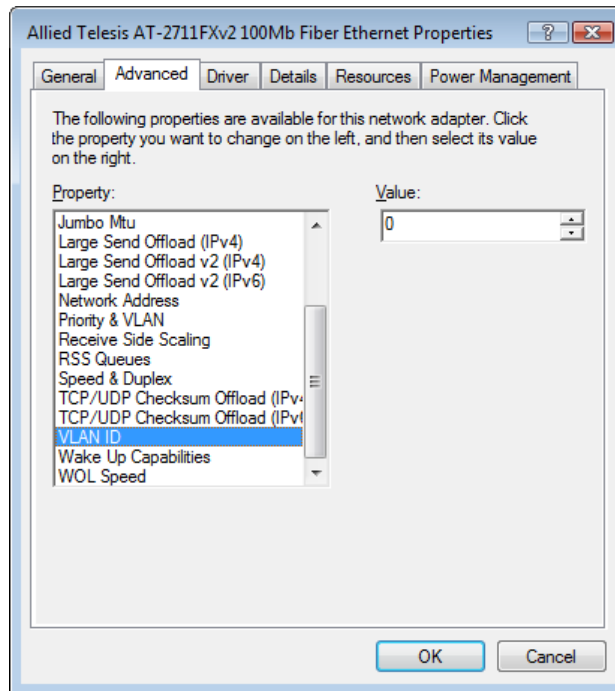 Allied Telesis AT-2711FXv2 100Mb Fiber Ethernet Properties
General Advanced Driver Details Resources Power Management
The following properties are available for this network adapter. Click
the property you want to change on the left, and then select its value
on the right.
Property:
Value:
Jumbo Mtu
0
Large Send Offload (IPv4)
Large Send Offload v2 (IPv4)
Large Send Offload v2 (IPv6)
Network Address
Priority & VLAN
Receive Side Scaling
RSS Queues
Speed & Duplex
TCP/UDP Checksum Offload (IPv4
TCP/UDP Checksum Offload (IPv6
VLAN ID
Wake Up Capabilities
WOL Speed
OK Cancel